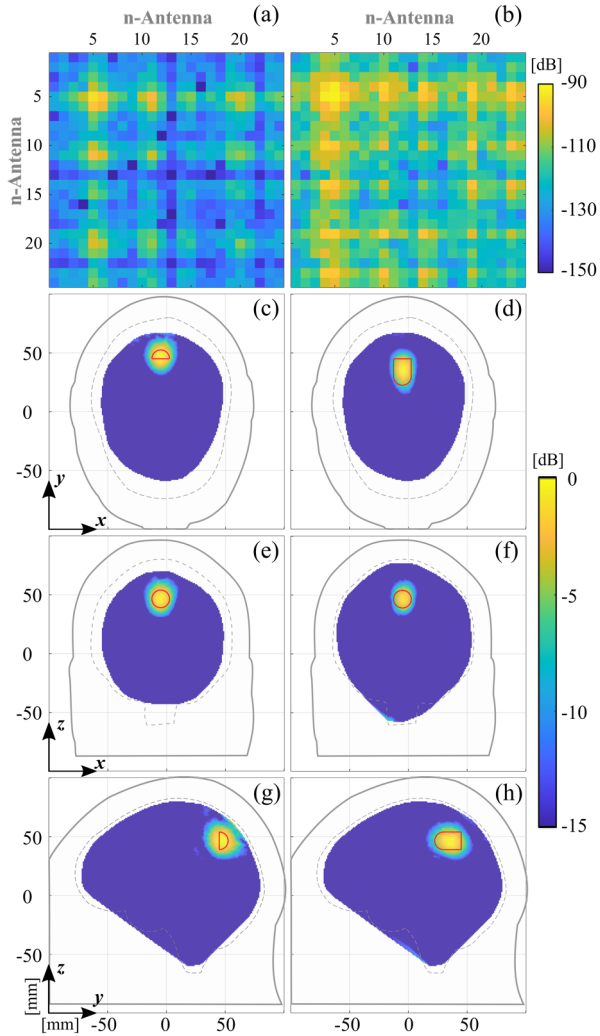 n-Antenna (a) n-Antenna (b)
5 10 15 20 5 10 15 20 [dB]
n-Antenna
5
10
15
20
-90
-110
-130
-150
(c) (d)
50
0
-50
y
x
[dB]
(e) (f)
50
0
-50
z
x
0
-5
-10
-15
(g) (h)
50
0
-50
z
[mm]
y
[mm] -50 0 50 -50 0 50